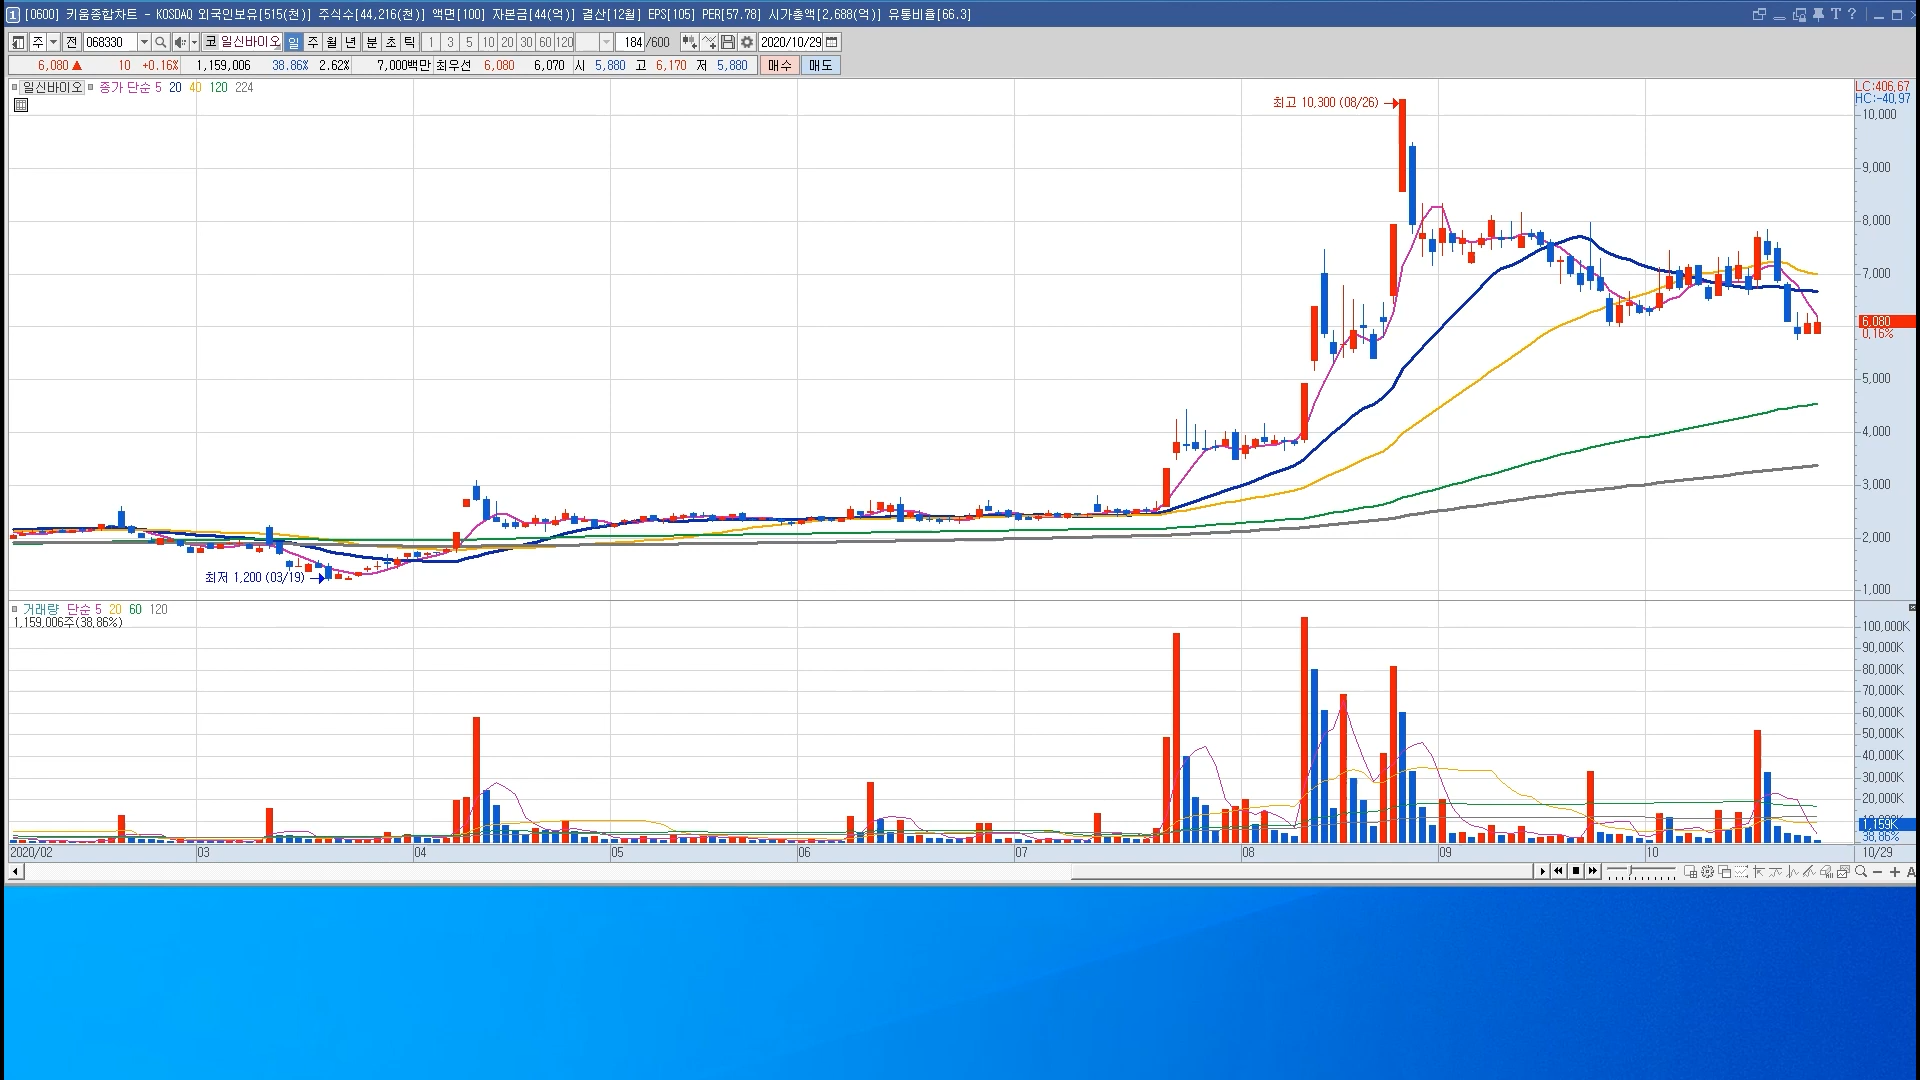 1 [0600] 키움종합차트 - KOSDAQ 외국인보유[515(천)] 주식수[44,216(천)] 액면[100] 자본금[44(억)] 결산[12월] EPS[105] PER[57.78] 시가총액[2,688(억)] 유통비율[66.3] T ?
주 전 068330 코 일신바이오 일 주 월 년 분 초 틱 1 3 5 10 20 30 60 120 184 /600 2020/10/29
6,080 ▲ 10 +0.16% 1,159,006 38.86% 2.62% 7,000백만 최우선 6,080 6,070 시 5,880 고 6,170 저 5,880 매수 매도
일신바이오 종가 단순 5 20 40 120 224
LC:406.67
HC:-40.97
최고 10,300 (08/26)
10,000
9,000
8,000
7,000
6,080
0.16%
5,000
4,000
3,000
2,000
최저 1,200 (03/19)
1,000
거래량 단순 5 20 60 120
1,159,006주(38.86%)
100,000K
90,000K
80,000K
70,000K
60,000K
50,000K
40,000K
30,000K
20,000K
1,159K
38.86%
2020/02 03 04 05 06 07 08 09 10 10/29
A